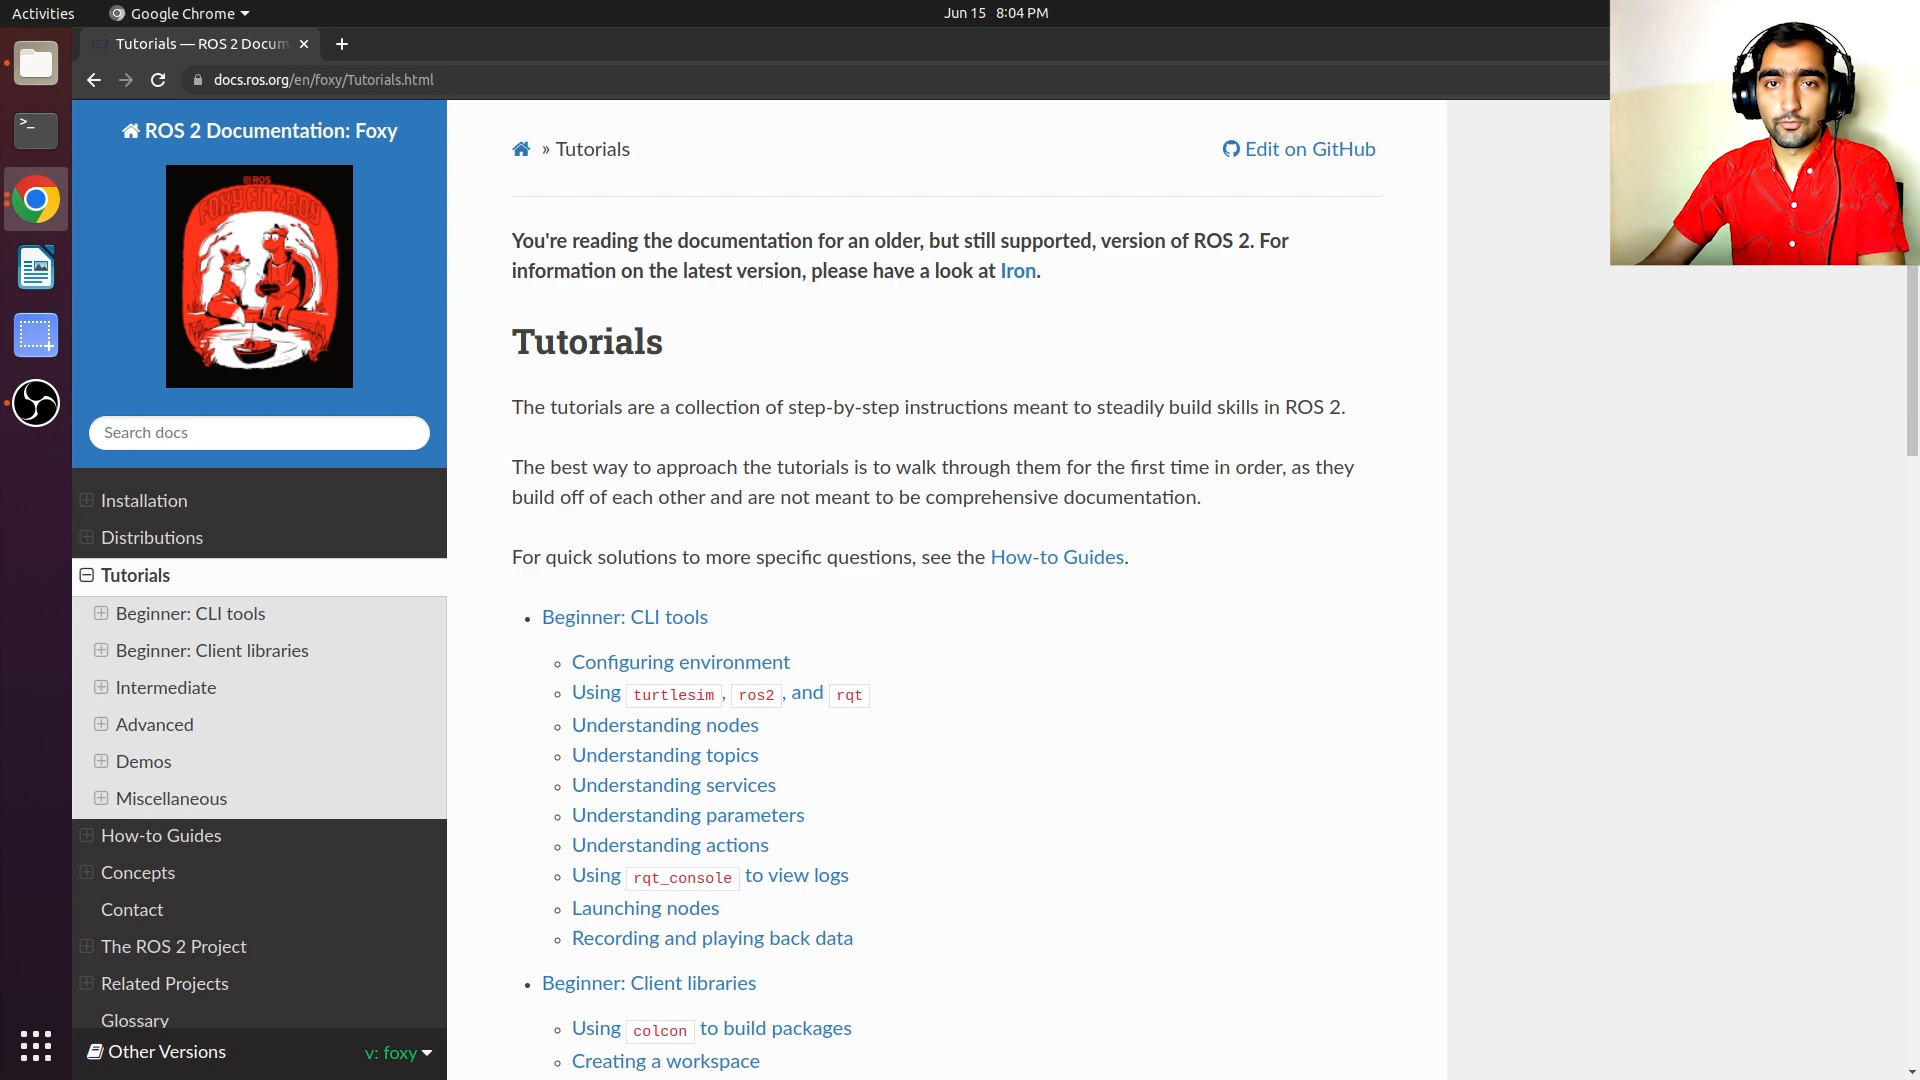 Activities
Google Chrome
Jun 15 8:04 PM
Tutorials — ROS 2 Docum
docs.ros.org/en/foxy/Tutorials.html
ROS 2 Documentation: Foxy
ROS
FOXY FITZROY
Search docs
Installation
Distributions
Tutorials
Beginner: CLI tools
Beginner: Client libraries
Intermediate
Advanced
Demos
Miscellaneous
How-to Guides
Concepts
Contact
The ROS 2 Project
Related Projects
Glossary
Other Versions
v: foxy
» Tutorials
Edit on GitHub
You're reading the documentation for an older, but still supported, version of ROS 2. For
information on the latest version, please have a look at Iron.
Tutorials
The tutorials are a collection of step-by-step instructions meant to steadily build skills in ROS 2.
The best way to approach the tutorials is to walk through them for the first time in order, as they
build off of each other and are not meant to be comprehensive documentation.
For quick solutions to more specific questions, see the How-to Guides.
Beginner: CLI tools
Configuring environment
Using turtlesim, ros2, and rqt
Understanding nodes
Understanding topics
Understanding services
Understanding parameters
Understanding actions
Using rqt_console to view logs
Launching nodes
Recording and playing back data
Beginner: Client libraries
Using colcon to build packages
Creating a workspace